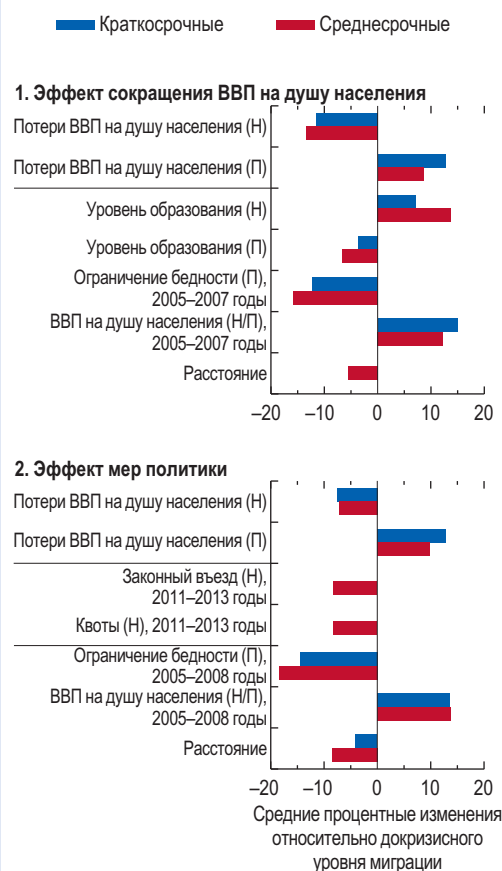 Краткосрочные Среднесрочные
1. Эффект сокращения ВВП на душу населения
Потери ВВП на душу населения (Н)
Потери ВВП на душу населения (П)
Уровень образования (Н)
Уровень образования (П)
Ограничение бедности (П),
2005–2007 годы
ВВП на душу населения (Н/П),
2005–2007 годы
Расстояние
–20 –10 0 10 20
2. Эффект мер политики
Потери ВВП на душу населения (Н)
Потери ВВП на душу населения (П)
Законный въезд (Н),
2011–2013 годы
Квоты (Н), 2011–2013 годы
Ограничение бедности (П),
2005–2008 годы
ВВП на душу населения (Н/П),
2005–2008 годы
Расстояние
–20 –10 0 10 20
Средние процентные изменения
относительно докризисного
уровня миграции